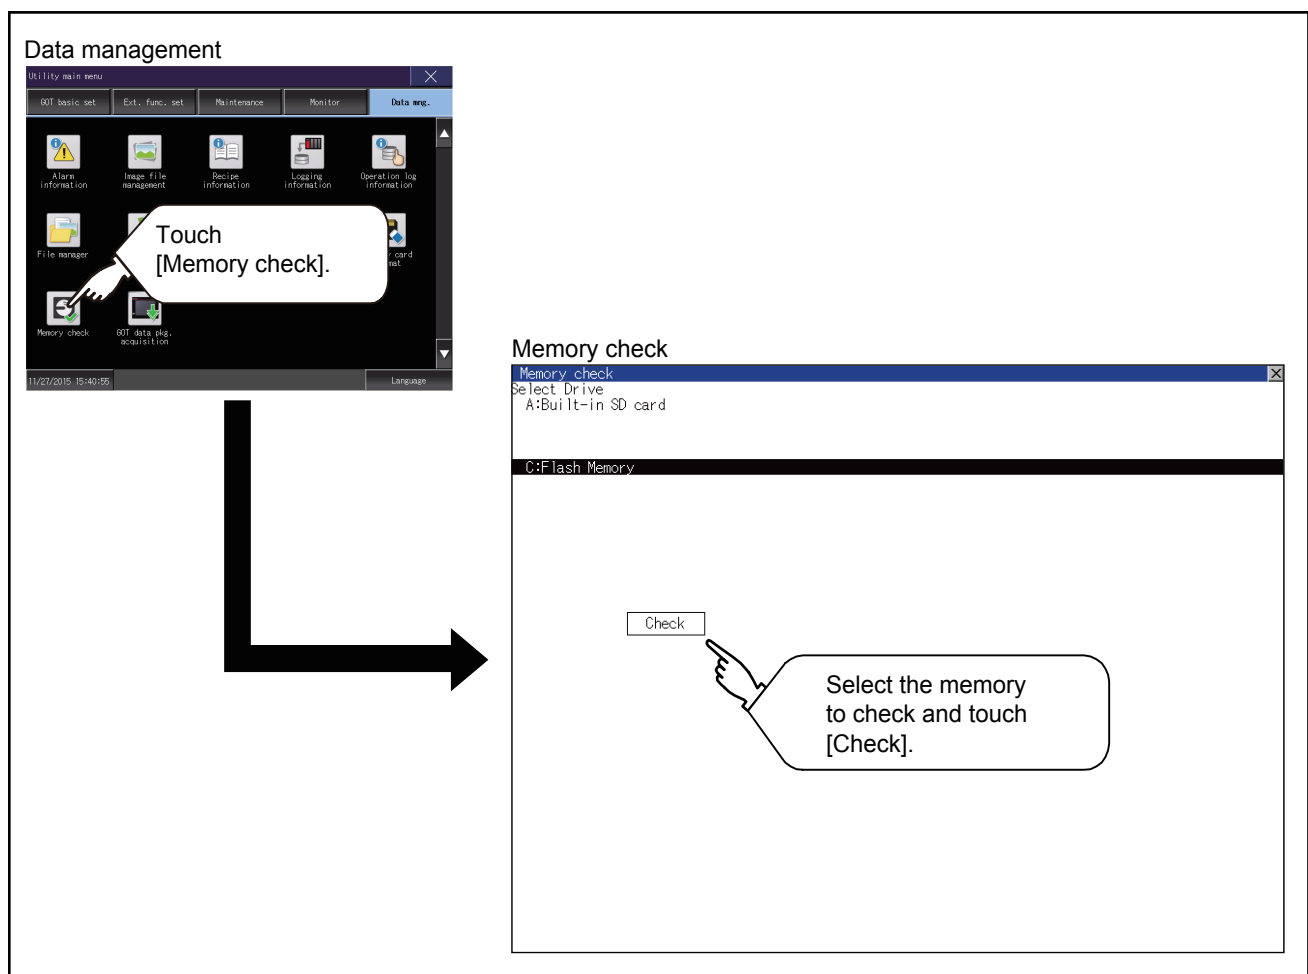 Data management
Utility main menu
GOT basic set
Ext. func. set
Maintenance
Monitor
Data mng.
Alarm
information
Image file
management
Recipe
information
Logging
information
Operation log
information
File manager
card
Touch
[Memory check].
Memory check
GOT data pkg.
acquisition
11/27/2015 15:40:55
Language
Memory check
Memory check
Select Drive
A:Built-in SD card
C:Flash Memory
Check
Select the memory
to check and touch
[Check].